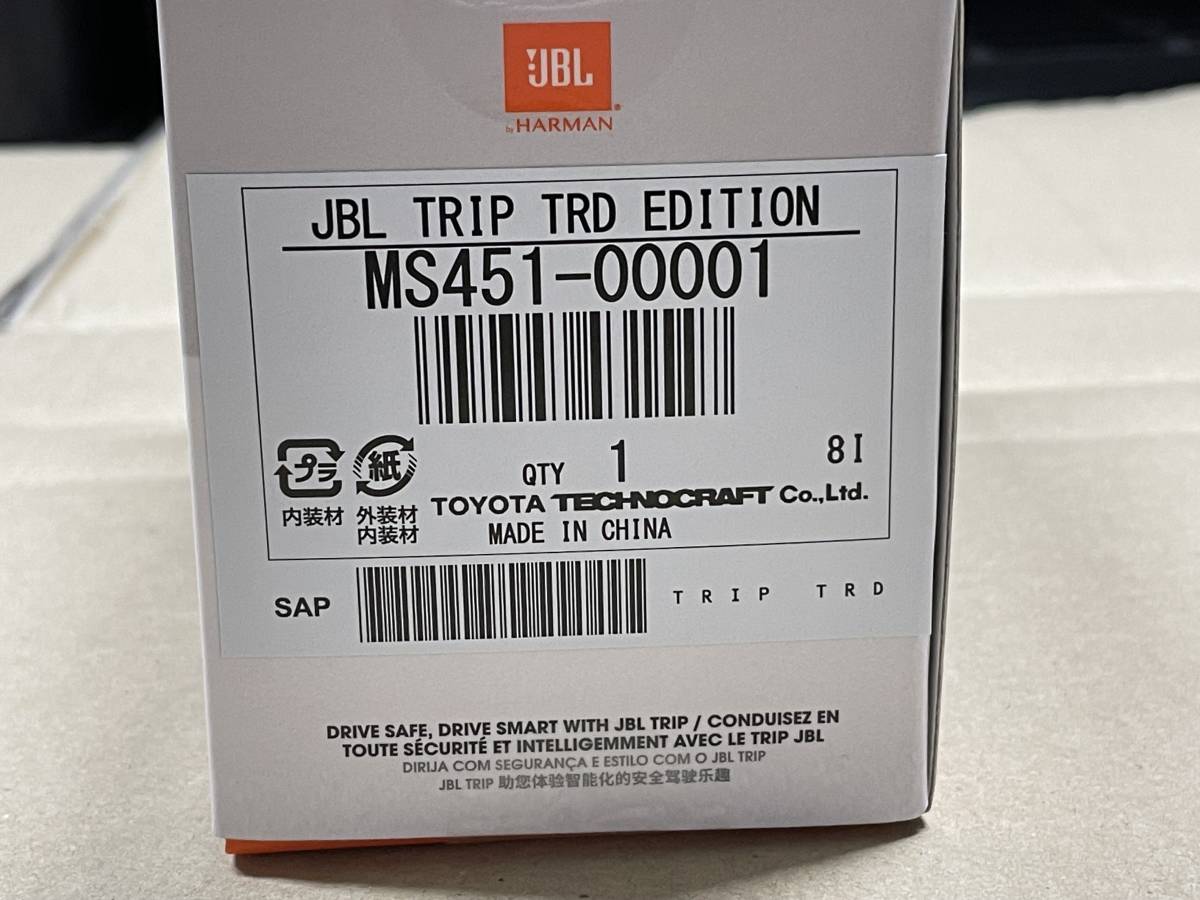 JBL
by HARMAN
JBL TRIP TRD EDITION
MS451-00001
QTY 1 8I
プラ 紙
内装材 外装材
内装材
TOYOTA TECHNOCRAFT Co.,Ltd.
MADE IN CHINA
SAP TRIP TRD
DRIVE SAFE, DRIVE SMART WITH JBL TRIP / CONDUISEZ EN
TOUTE SÉCURITÉ ET INTELLIGEMMENT AVEC LE TRIP JBL
DIRIJA COM SEGURANÇA E ESTILO COM O JBL TRIP
JBL TRIP 助您体验智能化的安全驾驶乐趣